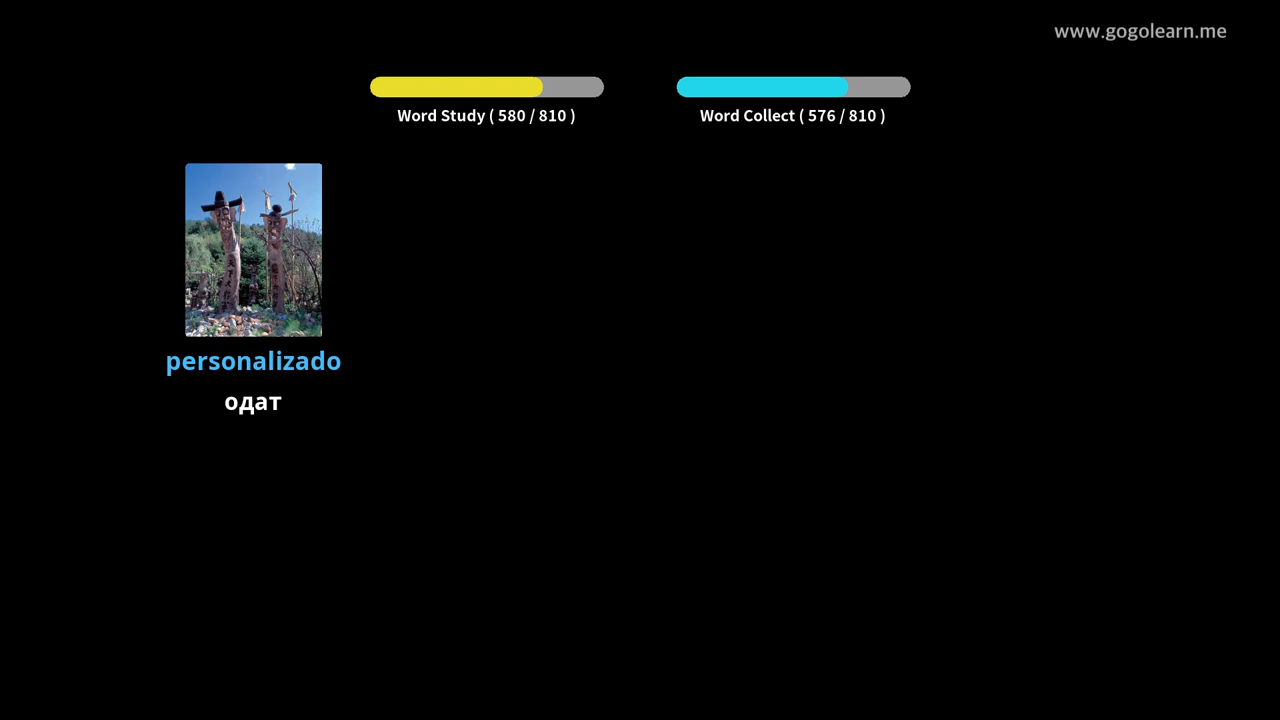 www.gogolearn.me
Word Study ( 580 / 810 )
Word Collect ( 576 / 810 )
personalizado
одат